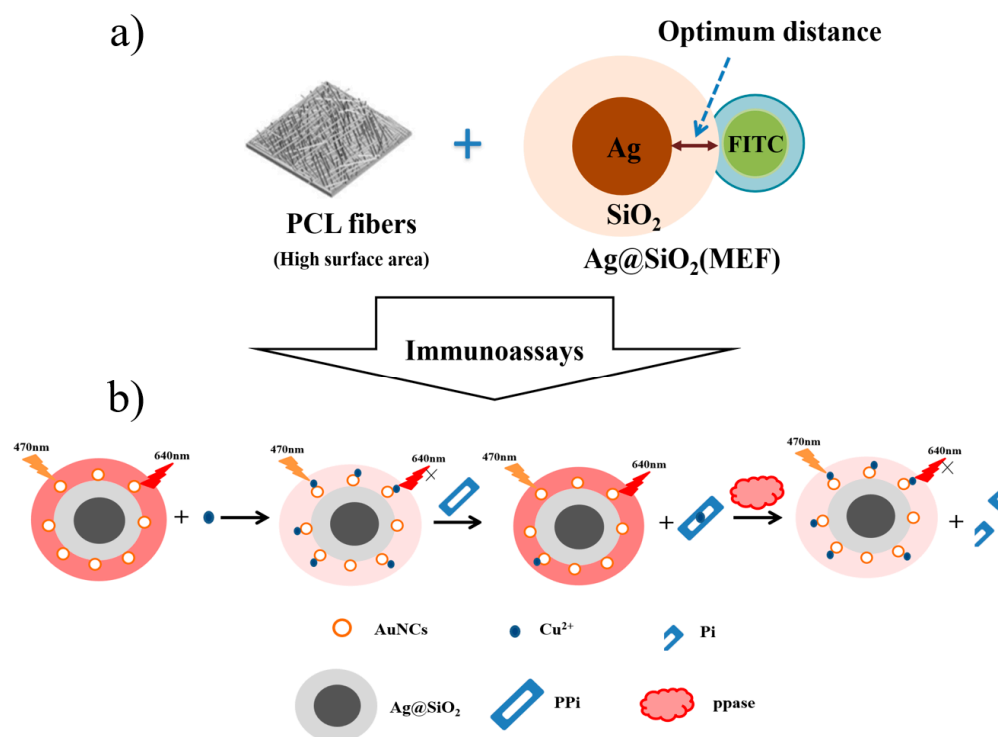 a)
Optimum distance
Ag
FITC
SiO₂
PCL fibers
(High surface area)
+
Ag@SiO₂(MEF)
Immunoassays
b)
470nm
640nm
+
640nm
×
470nm
640nm
+
470nm
640nm
×
+
AuNCs
Cu²⁺
Pi
Ag@SiO₂
PPi
ppase